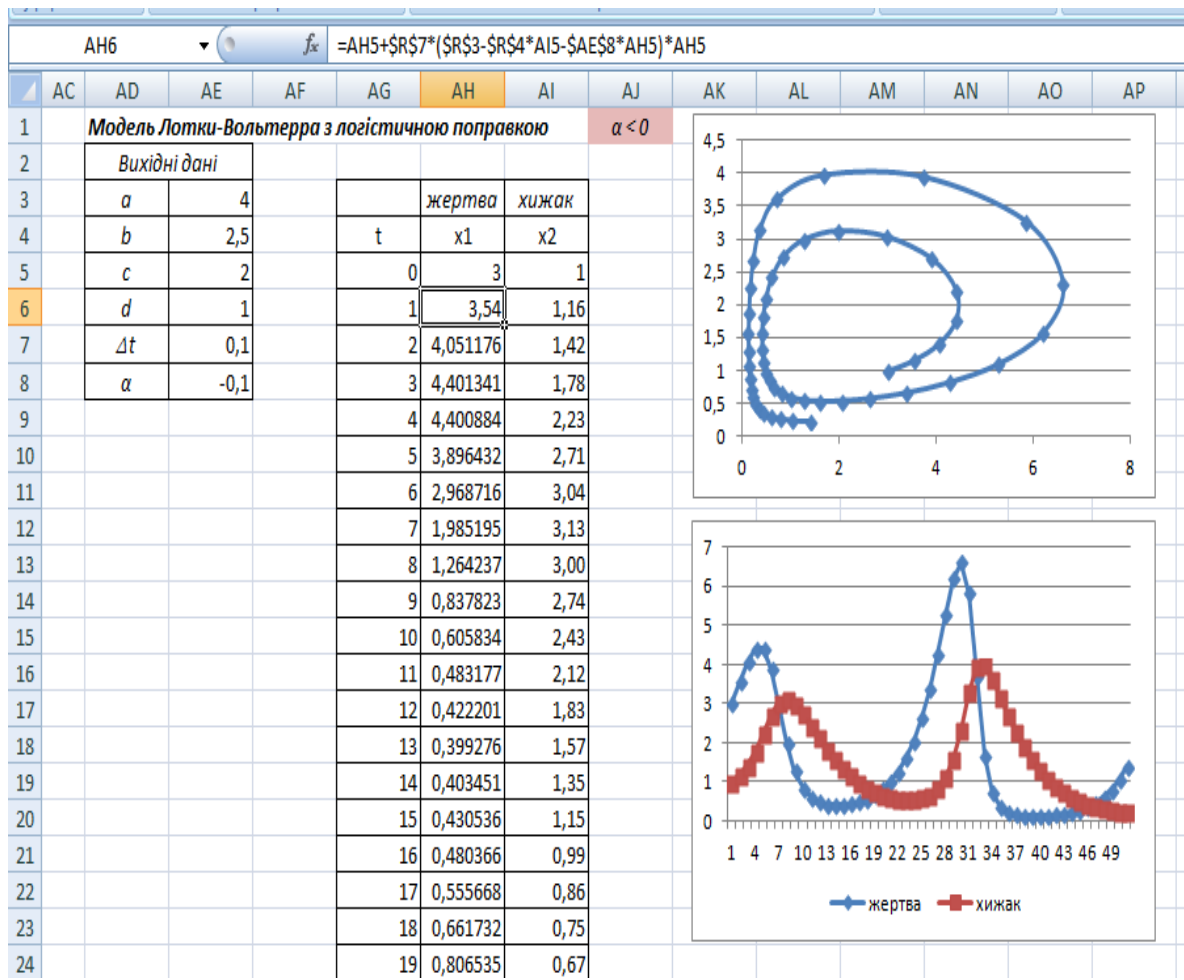 AH6 fx =AH5+$R$7*($R$3-$R$4*AI5-$AE$8*AH5)*AH5
AC AD AE AF AG AH AI AJ AK AL AM AN AO AP
1 Модель Лотки-Вольтерра з логістичною поправкою α < 0
2 Вихідні дані
3 a 4 жертва хижак
4 b 2,5 t x1 x2
5 c 2 0 3 1
6 d 1 1 3,54 1,16
7 Δt 0,1 2 4,051176 1,42
8 α -0,1 3 4,401341 1,78
9 4 4,400884 2,23
10 5 3,896432 2,71
11 6 2,968716 3,04
12 7 1,985195 3,13
13 8 1,264237 3,00
14 9 0,837823 2,74
15 10 0,605834 2,43
16 11 0,483177 2,12
17 12 0,422201 1,83
18 13 0,399276 1,57
19 14 0,403451 1,35
20 15 0,430536 1,15
21 16 0,480366 0,99
22 17 0,555668 0,86
23 18 0,661732 0,75
24 19 0,806535 0,67
4,5
4
3,5
3
2,5
2
1,5
1
0,5
0
0 2 4 6 8
7
6
5
4
3
2
1
0
1 4 7 10 13 16 19 22 25 28 31 34 37 40 43 46 49
жертва хижак